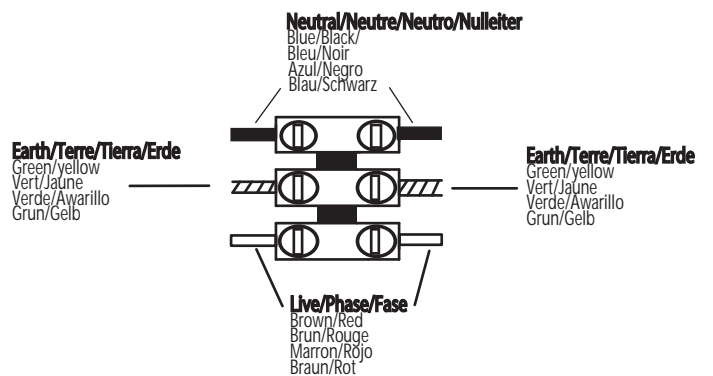 Neutral/Neutre/Neutro/Nulleiter
Blue/Black/
Bleu/Noir
Azul/Negro
Blau/Schwarz
Earth/Terre/Tierra/Erde
Green/yellow
Vert/Jaune
Verde/Awarillo
Grun/Gelb
Earth/Terre/Tierra/Erde
Green/yellow
Vert/Jaune
Verde/Awarillo
Grun/Gelb
Live/Phase/Fase
Brown/Red
Brun/Rouge
Marron/Rojo
Braun/Rot